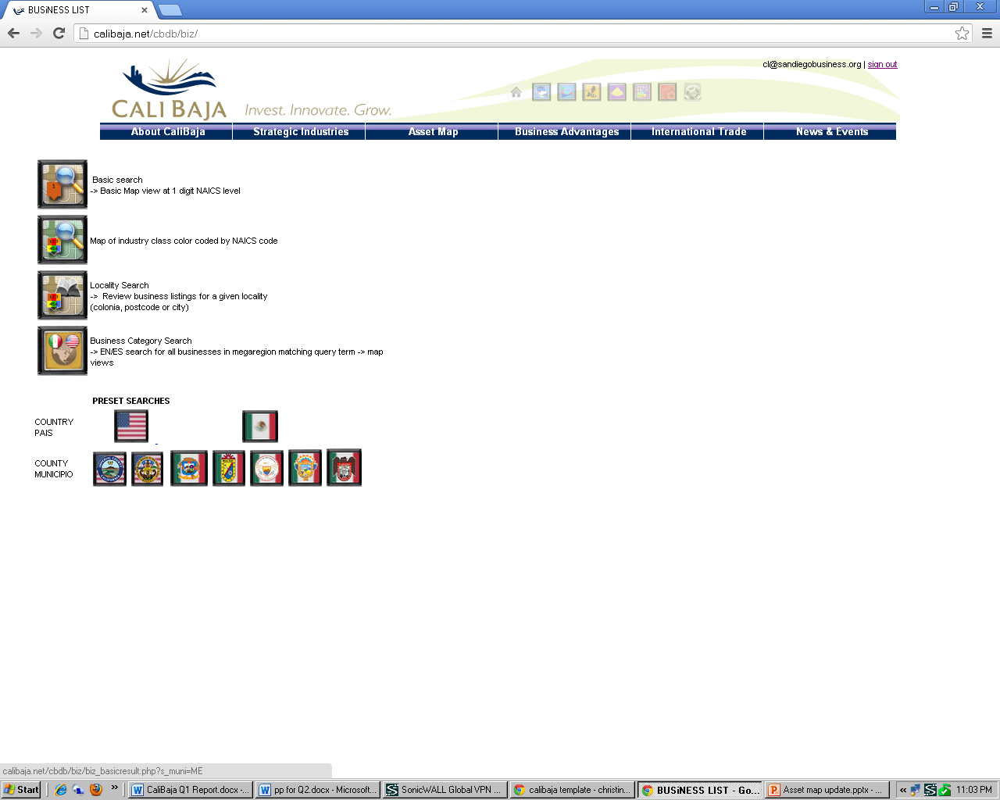 BUSiNESS LIST
calibaja.net/cbdb/biz/
cl@sandiegobusiness.org | sign out
CALI BAJA Invest. Innovate. Grow.
About CaliBaja Strategic Industries Asset Map Business Advantages International Trade News & Events
Basic search
-> Basic Map view at 1 digit NAICS level
Map of industry class color coded by NAICS code
Locality Search
-> Review business listings for a given locality
(colonia, postcode or city)
Business Category Search
-> EN/ES search for all businesses in megaregion matching query term -> map
views
PRESET SEARCHES
COUNTRY
PAIS
COUNTY
MUNICIPIO
calibaja.net/cbdb/biz/biz_basicresult.php?s_muni=ME
Start CaliBaja Q1 Report.docx -... pp for Q2.docx - Microsoft... SonicWALL Global VPN ... calibaja template - christin... BUSiNESS LIST - Go... Asset map update.pptx - ... 11:03 PM